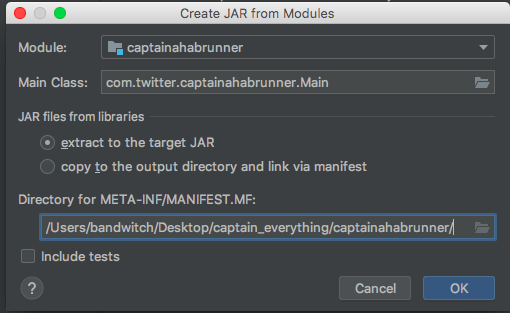 Create JAR from Modules
Module: captainahabrunner
Main Class: com.twitter.captainahabrunner.Main
JAR files from libraries
extract to the target JAR
copy to the output directory and link via manifest
Directory for META-INF/MANIFEST.MF:
/Users/bandwitch/Desktop/captain_everything/captainahabrunner/
Include tests
? Cancel OK